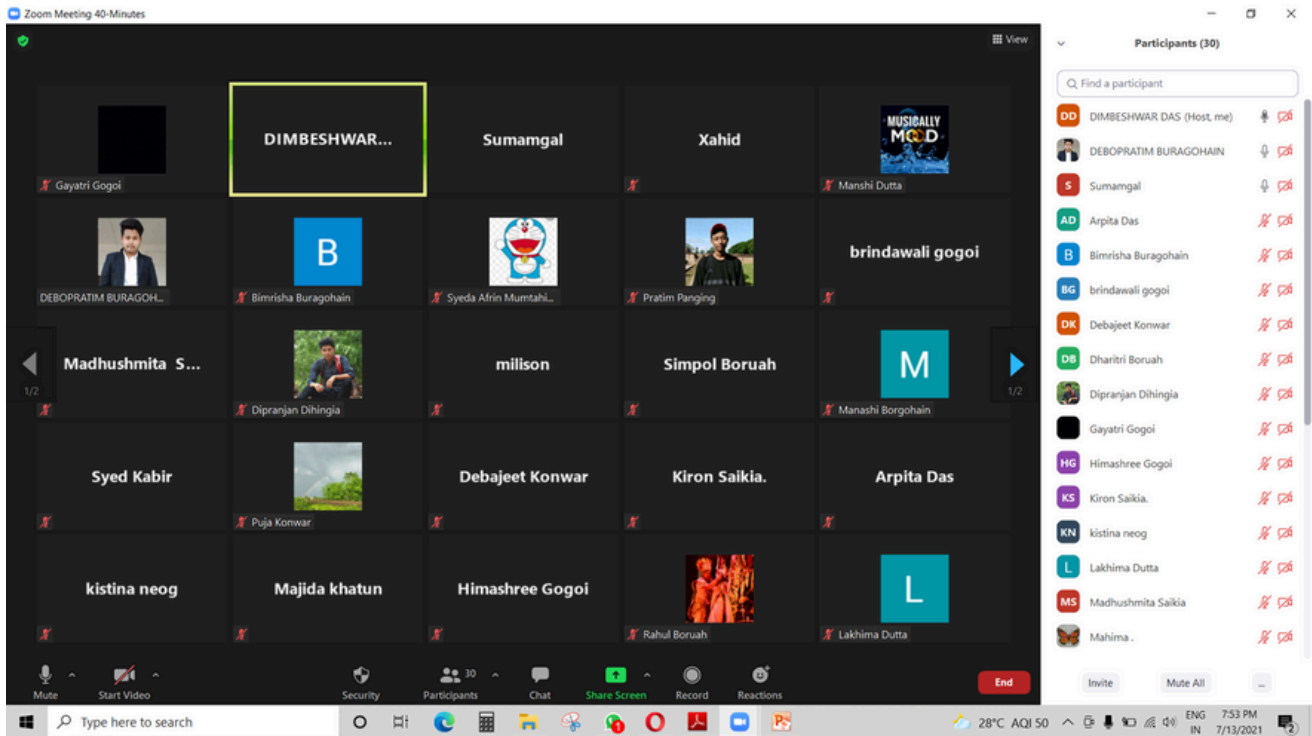 Zoom Meeting 40-Minutes
View
Gayatri Gogoi
DIMBESHWAR...
Sumamgal
Xahid
MUSICALLY
MOOD
Manshi Dutta
DEBOPRATIM BURAGOH...
B
Bimrisha Buragohain
Syeda Afrin Mumtahi...
Pratim Panging
brindawali gogoi
Madhushmita S...
Dipranjan Dihingia
milison
Simpol Boruah
M
Manashi Borgohain
1/2
1/2
Syed Kabir
Puja Konwar
Debajeet Konwar
Kiron Saikia.
Arpita Das
kistina neog
Majida khatun
Himashree Gogoi
Rahul Boruah
L
Lakhima Dutta
Mute
Start Video
Security
Participants
30
Chat
Share Screen
Record
Reactions
End
Participants (30)
Find a participant
DD DIMBESHWAR DAS (Host, me)
DEBOPRATIM BURAGOHAIN
S Sumamgal
AD Arpita Das
B Bimrisha Buragohain
BG brindawali gogoi
DK Debajeet Konwar
DB Dharitri Boruah
Dipranjan Dihingia
Gayatri Gogoi
HG Himashree Gogoi
KS Kiron Saikia.
KN kistina neog
L Lakhima Dutta
MS Madhushmita Saikia
Mahima .
Invite
Mute All
...
Type here to search
28°C AQI 50
ENG
IN
7:53 PM
7/13/2021
2